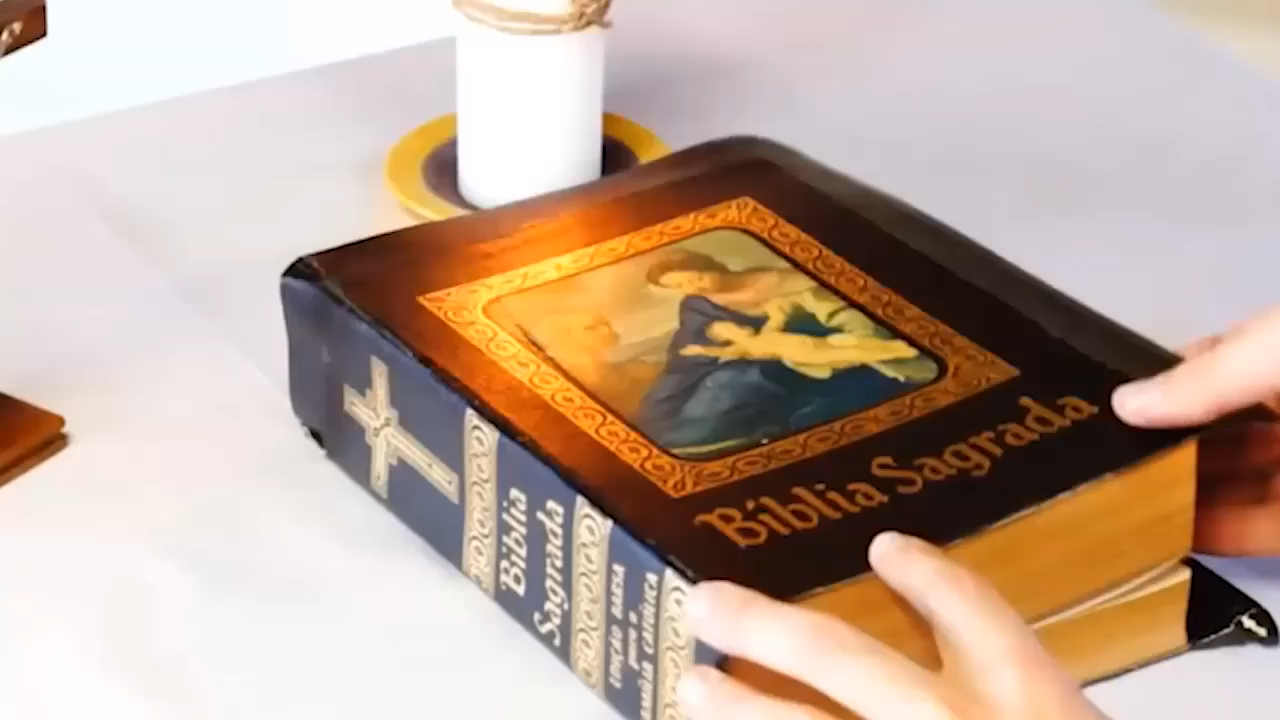 Bíblia Sagrada
Bíblia
Sagrada
EDIÇÃO BARSA
para a
FAMÍLIA CATÓLICA